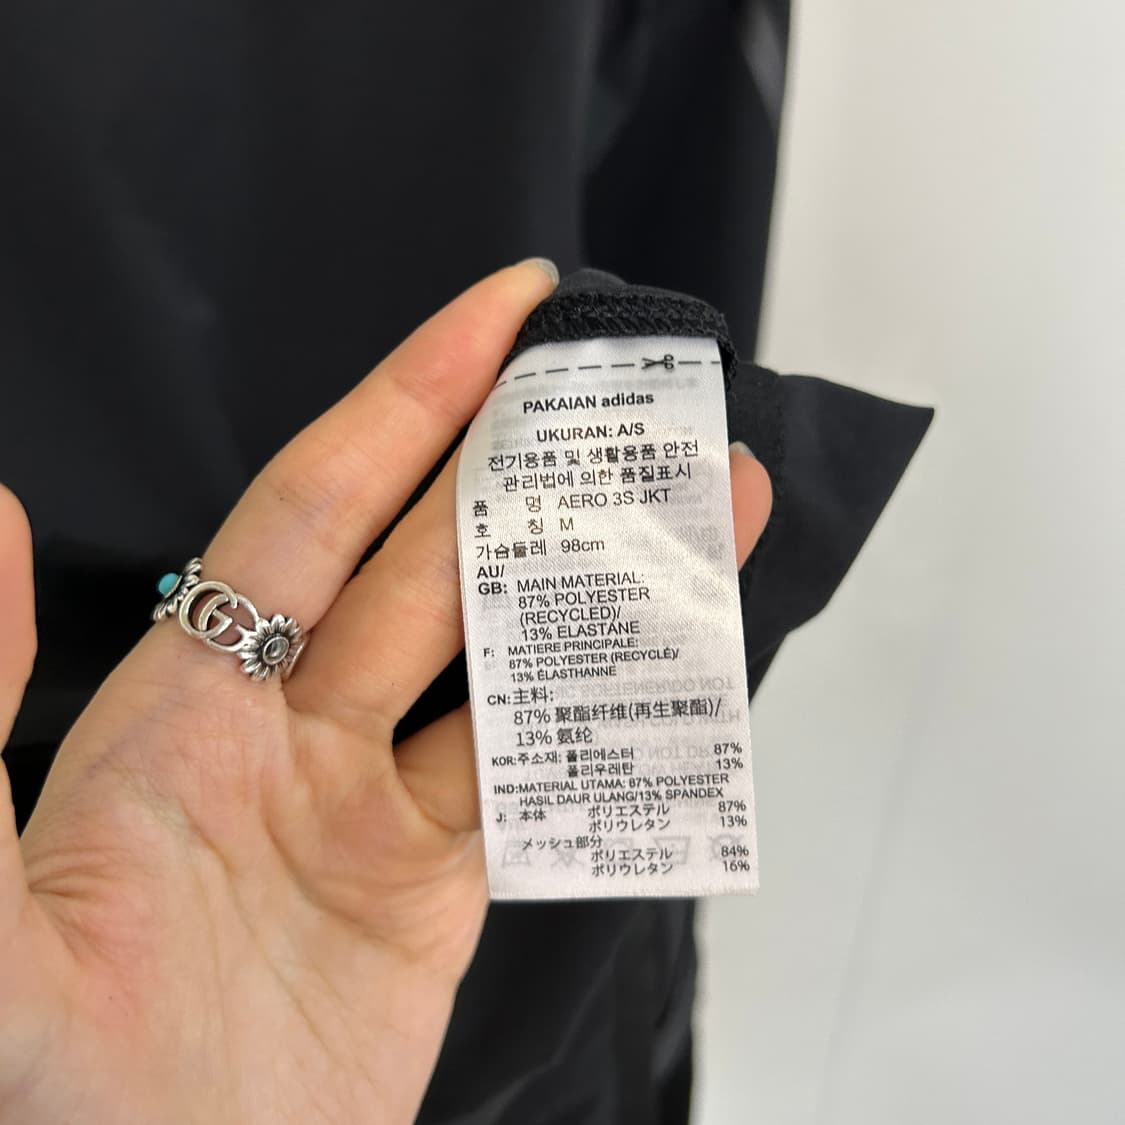 PAKAIAN adidas
UKURAN: A/S
전기용품 및 생활용품 안전
관리법에 의한 품질표시
품 명 AERO 3S JKT
호 칭 M
가슴둘레 98cm
AU/
GB: MAIN MATERIAL:
87% POLYESTER
(RECYCLED)/
13% ELASTANE
F: MATIERE PRINCIPALE:
87% POLYESTER (RECYCLÉ)/
13% ÉLASTHANNE
CN:主料:
87% 聚酯纤维(再生聚酯)/
13% 氨纶
KOR:주소재: 폴리에스터 87%
폴리우레탄 13%
IND:MATERIAL UTAMA: 87% POLYESTER
HASIL DAUR ULANG/13% SPANDEX
J: 本体 ポリエステル 87%
ポリウレタン 13%
メッシュ部分
ポリエステル 84%
ポリウレタン 16%